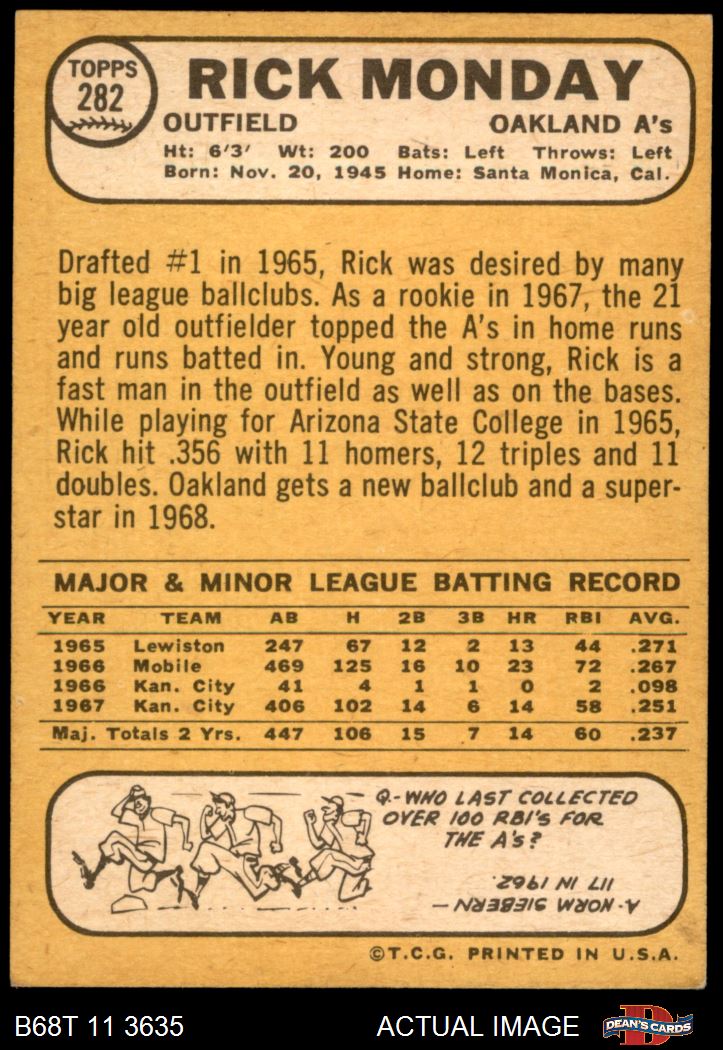 TOPPS
282
RICK MONDAY
OUTFIELD OAKLAND A's
Ht: 6'3' Wt: 200 Bats: Left Throws: Left
Born: Nov. 20, 1945 Home: Santa Monica, Cal.
Drafted #1 in 1965, Rick was desired by many
big league ballclubs. As a rookie in 1967, the 21
year old outfielder topped the A's in home runs
and runs batted in. Young and strong, Rick is a
fast man in the outfield as well as on the bases.
While playing for Arizona State College in 1965,
Rick hit .356 with 11 homers, 12 triples and 11
doubles. Oakland gets a new ballclub and a super-
star in 1968.
MAJOR & MINOR LEAGUE BATTING RECORD
YEAR TEAM AB H 2B 3B HR RBI AVG.
1965 Lewiston 247 67 12 2 13 44 .271
1966 Mobile 469 125 16 10 23 72 .267
1966 Kan. City 41 4 1 1 0 2 .098
1967 Kan. City 406 102 14 6 14 58 .251
Maj. Totals 2 Yrs. 447 106 15 7 14 60 .237
Q.-WHO LAST COLLECTED
OVER 100 RBI'S FOR
THE A'S?
A- NORM SIEBERN —
117 IN 1962.
©T.C.G. PRINTED IN U.S.A.
B68T 11 3635 ACTUAL IMAGE D DEAN'S CARDS